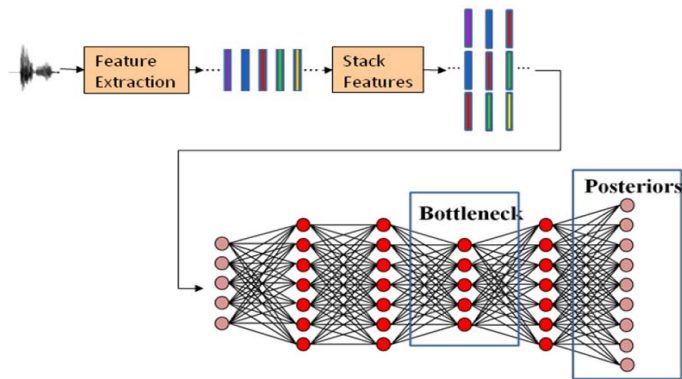 Feature
Extraction
Stack
Features
Posteriors
Bottleneck